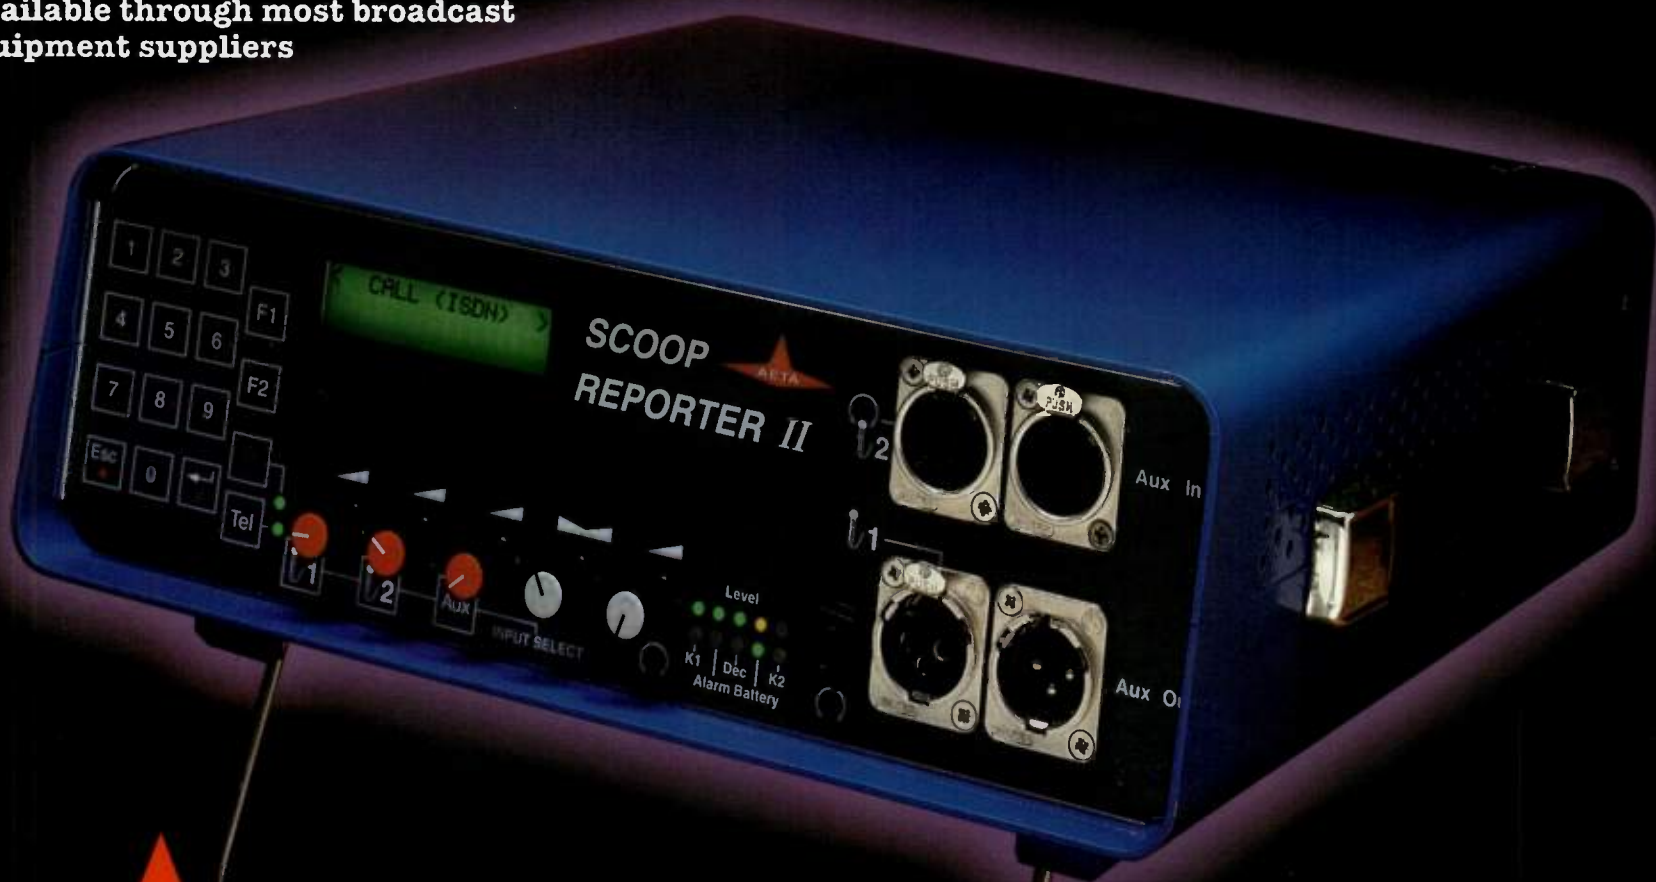 ailable through most broadcast
uipment suppliers
1 2 3
4 5 6 F1
7 8 9 F2
Esc 0
Tel
CALL (ISDN) >
SCOOP
REPORTER II
AETA
2
PUSH
Aux In
1
Aux
1 2 Aux
INPUT SELECT
Level
K1 | Dec | K2
Alarm Battery
Aux Ou